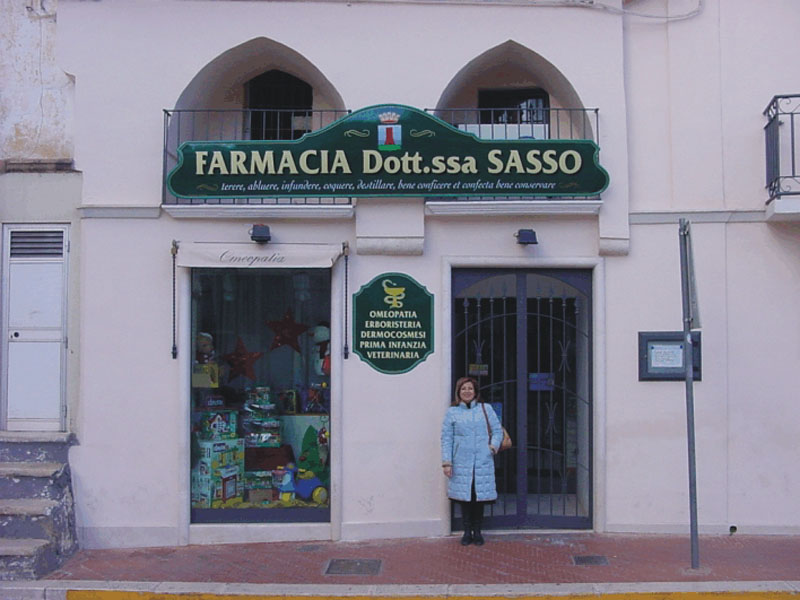 FARMACIA Dott.ssa SASSO
terere, abluere, infundere, coquere, destillare, bene conficere et confecta bene conservare
Omeopatia
OMEOPATIA
ERBORISTERIA
DERMOCOSMESI
PRIMA INFANZIA
VETERINARIA